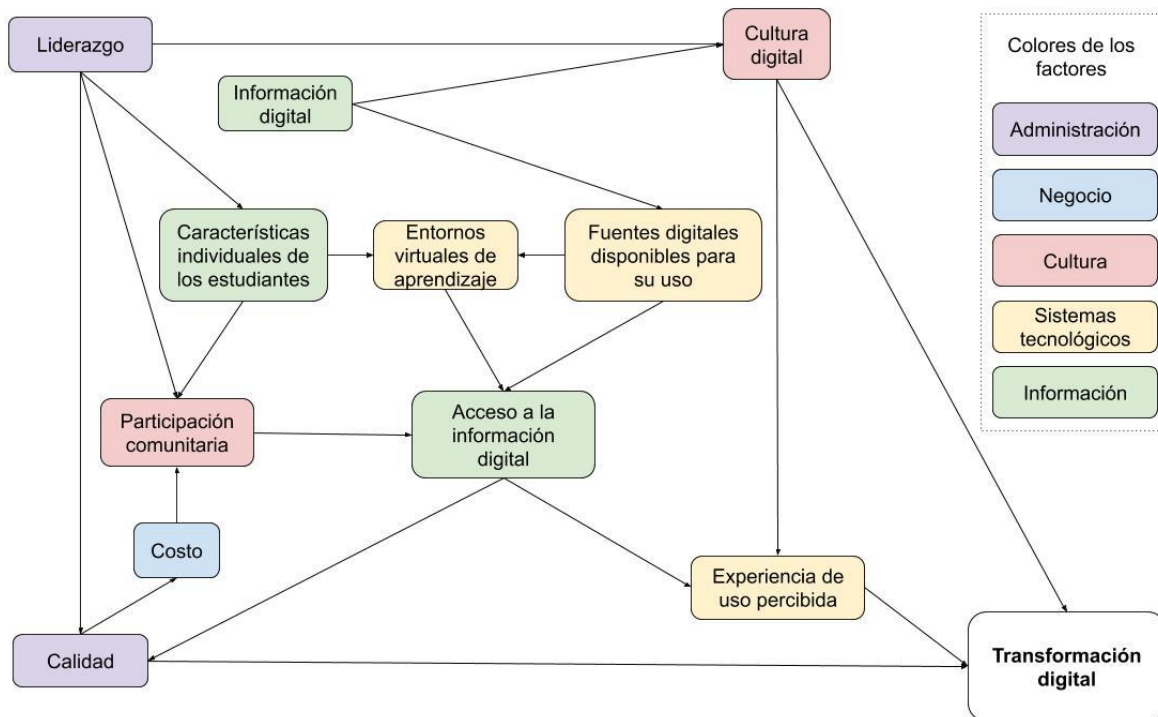 Liderazgo
Cultura
digital
Información
digital
Características
individuales de
los estudiantes
Entornos
virtuales de
aprendizaje
Fuentes digitales
disponibles para
su uso
Participación
comunitaria
Acceso a la
información
digital
Costo
Experiencia de
uso percibida
Calidad
Transformación
digital
Colores de los
factores
Administración
Negocio
Cultura
Sistemas
tecnológicos
Información